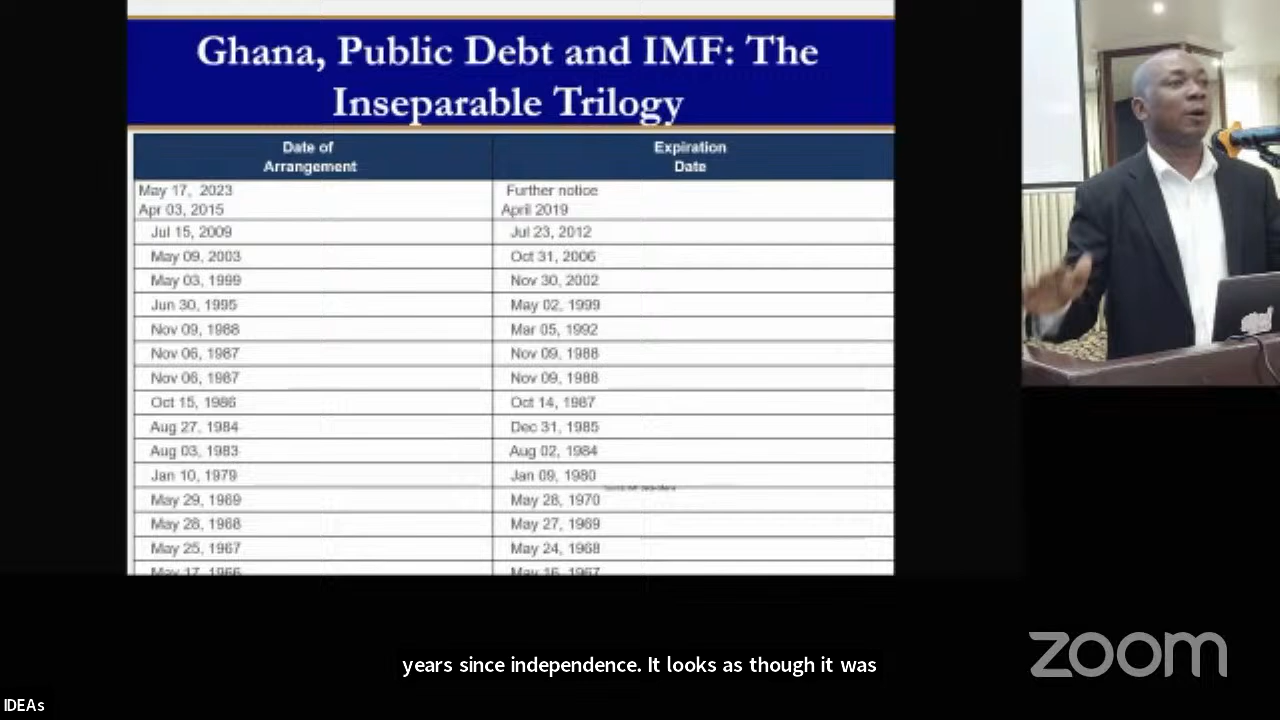 Ghana, Public Debt and IMF: The
Inseparable Trilogy
Date of Arrangement Expiration Date
May 17, 2023 Further notice
Apr 03, 2015 April 2019
Jul 15, 2009 Jul 23, 2012
May 09, 2003 Oct 31, 2006
May 03, 1999 Nov 30, 2002
Jun 30, 1995 May 02, 1999
Nov 09, 1988 Mar 05, 1992
Nov 06, 1987 Nov 09, 1988
Nov 06, 1987 Nov 09, 1988
Oct 15, 1986 Oct 14, 1987
Aug 27, 1984 Dec 31, 1985
Aug 03, 1983 Aug 02, 1984
Jan 10, 1979 Jan 09, 1980
May 29, 1969 May 28, 1970
May 28, 1968 May 27, 1969
May 25, 1967 May 24, 1968
May 17, 1966 May 16, 1967
years since independence. It looks as though it was
zoom
IDEAs